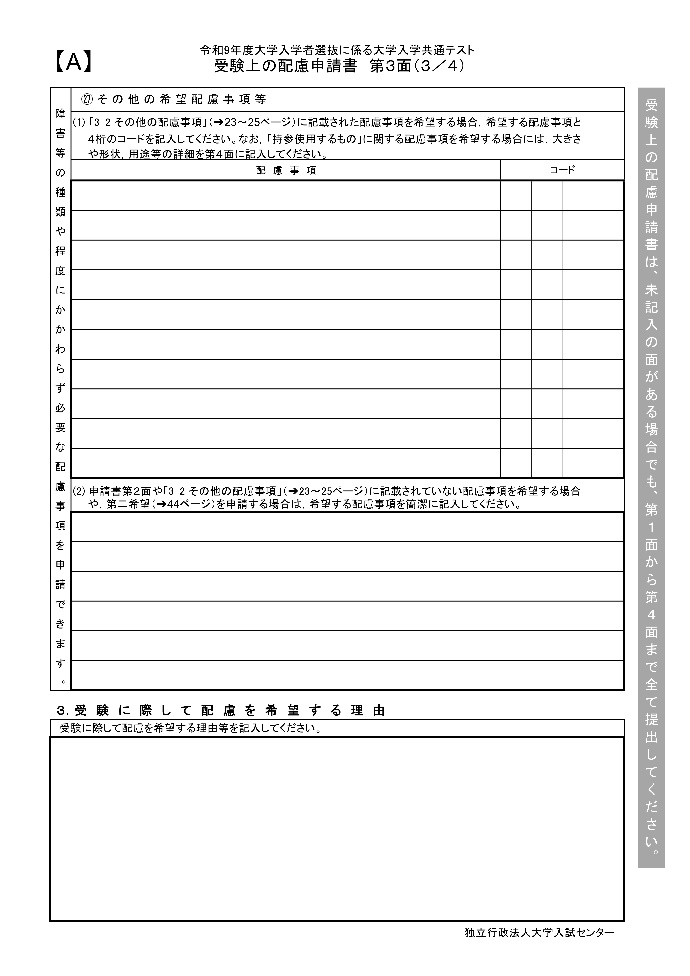 【A】
令和9年度大学入学者選抜に係る大学入学共通テスト
受験上の配慮申請書　第3面（3／4）
その他の希望配慮事項等
(1)「3 2 その他の配慮事項」（➔23～25ページ）に記載された配慮事項を希望する場合，希望する配慮事項と
4桁のコードを記入してください。なお，「持参使用するもの」に関する配慮事項を希望する場合には，大きさ
や形状，用途等の詳細を第4面に記入してください。
配慮事項
コード
(2) 申請書第2面や「3 2 その他の配慮事項」（➔23～25ページ）に記載されていない配慮事項を希望する場合
や，第二希望（➔44ページ）を申請する場合は，希望する配慮事項を簡潔に記入してください。
障害等の種類や程度にかかわらず必要な配慮事項を申請できます。
3．受験に際して配慮を希望する理由
受験に際して配慮を希望する理由等を記入してください。
独立行政法人大学入試センター
受験上の配慮申請書は、未記入の面がある場合でも、第1面から第4面まで全て提出してください。